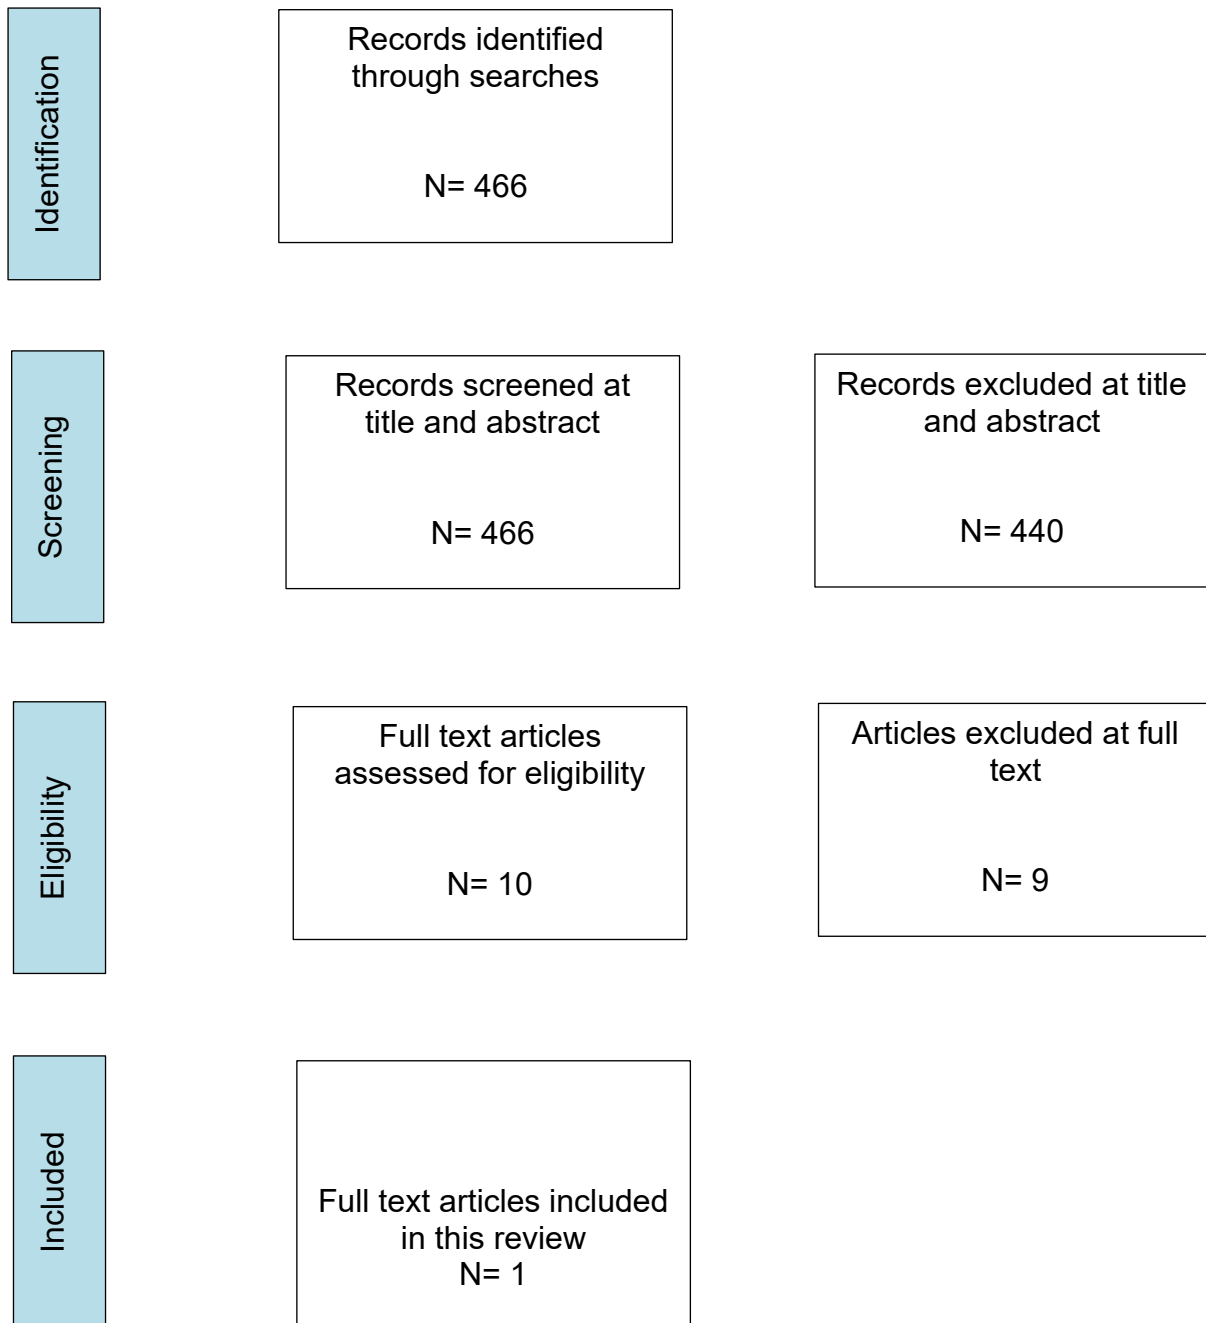 Identification
Records identified
through searches
N= 466
Screening
Records screened at
title and abstract
N= 466
Records excluded at title
and abstract
N= 440
Eligibility
Full text articles
assessed for eligibility
N= 10
Articles excluded at full
text
N= 9
Included
Full text articles included
in this review
N= 1